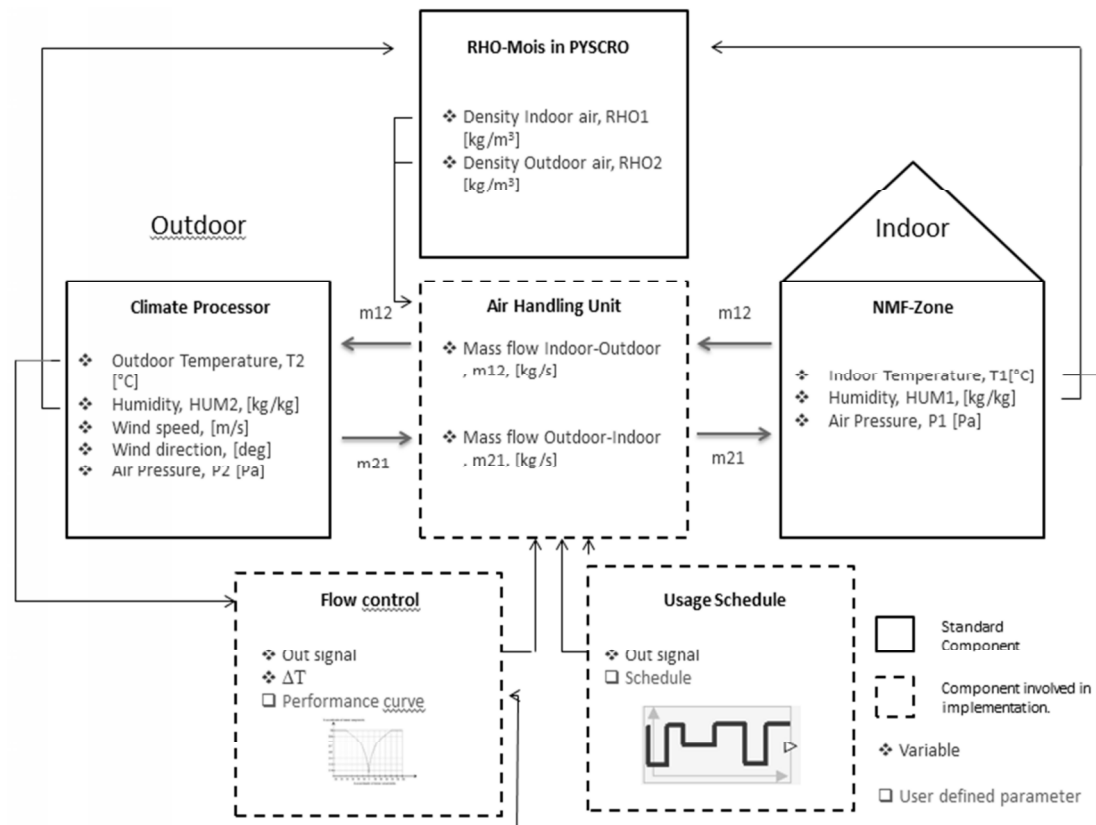 RHO-Mois in PYSCRO
❖ Density Indoor air, RHO1
[kg/m³]
❖ Density Outdoor air, RHO2
[kg/m³]
Outdoor
Indoor
Climate Processor
❖ Outdoor Temperature, T2
[°C]
❖ Humidity, HUM2, [kg/kg]
❖ Wind speed, [m/s]
❖ Wind direction, [deg]
❖ Air Pressure, P2 [Pa]
m12
m21
Air Handling Unit
❖ Mass flow Indoor-Outdoor
, m12, [kg/s]
❖ Mass flow Outdoor-Indoor
, m21, [kg/s]
m12
m21
NMF-Zone
❖ Indoor Temperature, T1[°C]
❖ Humidity, HUM1, [kg/kg]
❖ Air Pressure, P1 [Pa]
Flow control
❖ Out signal
❖ ΔT
❑ Performance curve
Usage Schedule
❖ Out signal
❑ Schedule
Standard
Component
Component involved in
implementation.
❖ Variable
❑ User defined parameter